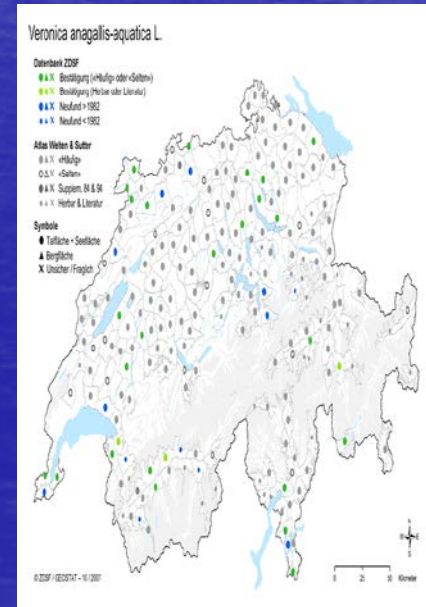 Veronica anagallis-aquatica L.
Datenbank ZDSF
Bestätigung («Häufig» oder «Selten»)
Bestätigung (Herbar oder Literatur)
Neufund > 1982
Neufund < 1982
Atlas Welten & Sutter
«Häufig»
«Selten»
Supplem. 84 & 94
Herbar & Literatur
Symbole
Talfläche + Seefläche
Bergfläche
Unsicher / Fraglich
© ZDSF / GEOSTAT – 10 / 2007
0 25 50 Kilometer